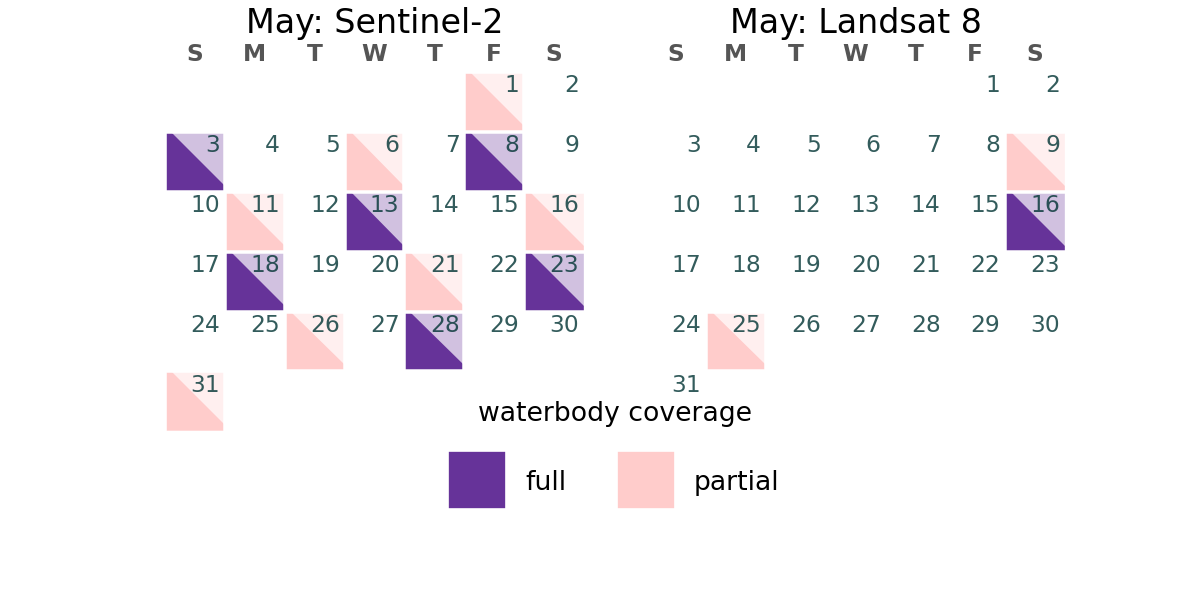 May: Sentinel-2
S M T W T F S
1 2
3 4 5 6 7 8 9
10 11 12 13 14 15 16
17 18 19 20 21 22 23
24 25 26 27 28 29 30
31
May: Landsat 8
S M T W T F S
1 2
3 4 5 6 7 8 9
10 11 12 13 14 15 16
17 18 19 20 21 22 23
24 25 26 27 28 29 30
31
waterbody coverage
full partial